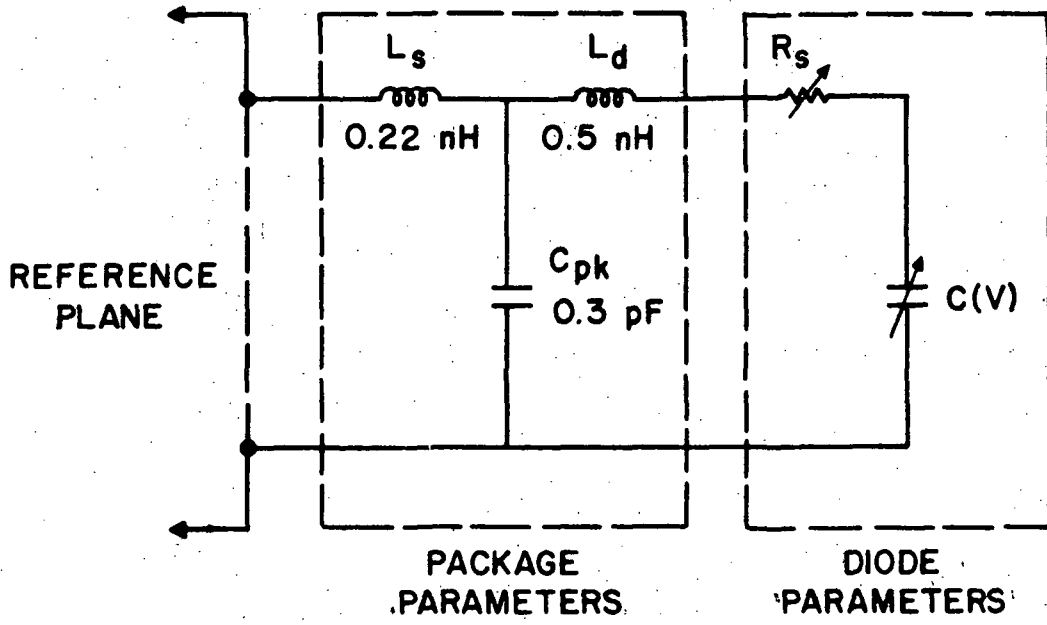 L_s
0.22 nH
L_d
0.5 nH
R_s
C_pk
0.3 pF
C(V)
REFERENCE
PLANE
PACKAGE
PARAMETERS
DIODE
PARAMETERS